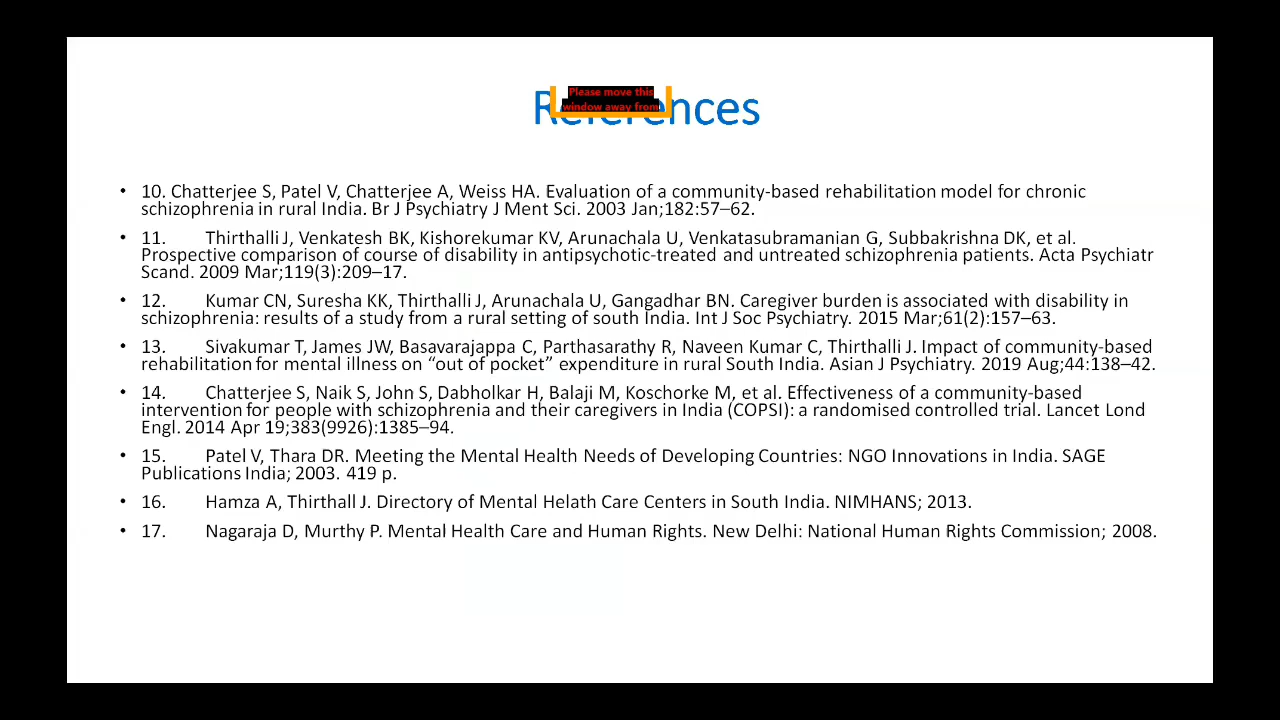 References
Please move this
window away from
• 10. Chatterjee S, Patel V, Chatterjee A, Weiss HA. Evaluation of a community-based rehabilitation model for chronic
schizophrenia in rural India. Br J Psychiatry J Ment Sci. 2003 Jan;182:57–62.
• 11. Thirthalli J, Venkatesh BK, Kishorekumar KV, Arunachala U, Venkatasubramanian G, Subbakrishna DK, et al.
Prospective comparison of course of disability in antipsychotic-treated and untreated schizophrenia patients. Acta Psychiatr
Scand. 2009 Mar;119(3):209–17.
• 12. Kumar CN, Suresha KK, Thirthalli J, Arunachala U, Gangadhar BN. Caregiver burden is associated with disability in
schizophrenia: results of a study from a rural setting of south India. Int J Soc Psychiatry. 2015 Mar;61(2):157–63.
• 13. Sivakumar T, James JW, Basavarajappa C, Parthasarathy R, Naveen Kumar C, Thirthalli J. Impact of community-based
rehabilitation for mental illness on “out of pocket” expenditure in rural South India. Asian J Psychiatry. 2019 Aug;44:138–42.
• 14. Chatterjee S, Naik S, John S, Dabholkar H, Balaji M, Koschorke M, et al. Effectiveness of a community-based
intervention for people with schizophrenia and their caregivers in India (COPSI): a randomised controlled trial. Lancet Lond
Engl. 2014 Apr 19;383(9926):1385–94.
• 15. Patel V, Thara DR. Meeting the Mental Health Needs of Developing Countries: NGO Innovations in India. SAGE
Publications India; 2003. 419 p.
• 16. Hamza A, Thirthall J. Directory of Mental Helath Care Centers in South India. NIMHANS; 2013.
• 17. Nagaraja D, Murthy P. Mental Health Care and Human Rights. New Delhi: National Human Rights Commission; 2008.